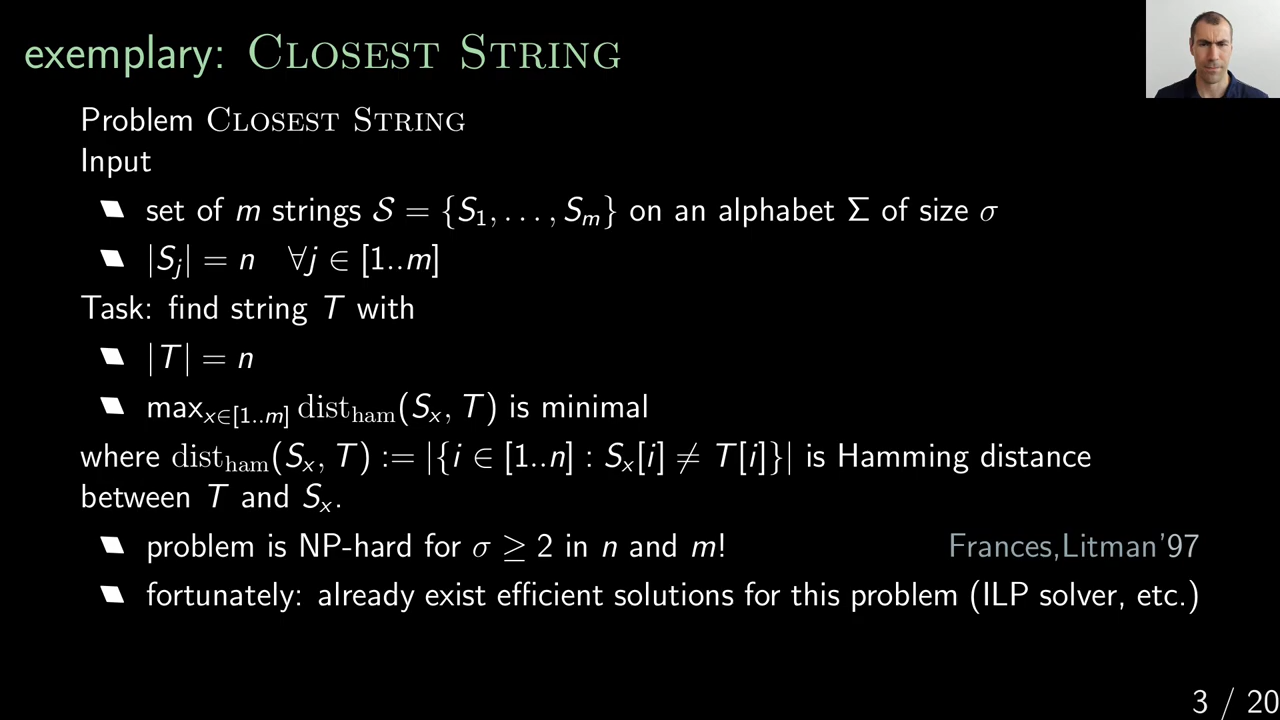 exemplary: Closest String
Problem Closest String
Input
set of m strings 𝒮 = {S₁, . . . , Sₘ} on an alphabet Σ of size σ
|Sⱼ| = n ∀j ∈ [1..m]
Task: find string T with
|T| = n
maxₓ∈[1..m] dist_ham(Sₓ, T) is minimal
where dist_ham(Sₓ, T) := |{i ∈ [1..n] : Sₓ[i] ≠ T[i]}| is Hamming distance
between T and Sₓ.
problem is NP-hard for σ ≥ 2 in n and m! Frances,Litman'97
fortunately: already exist efficient solutions for this problem (ILP solver, etc.)
3 / 20